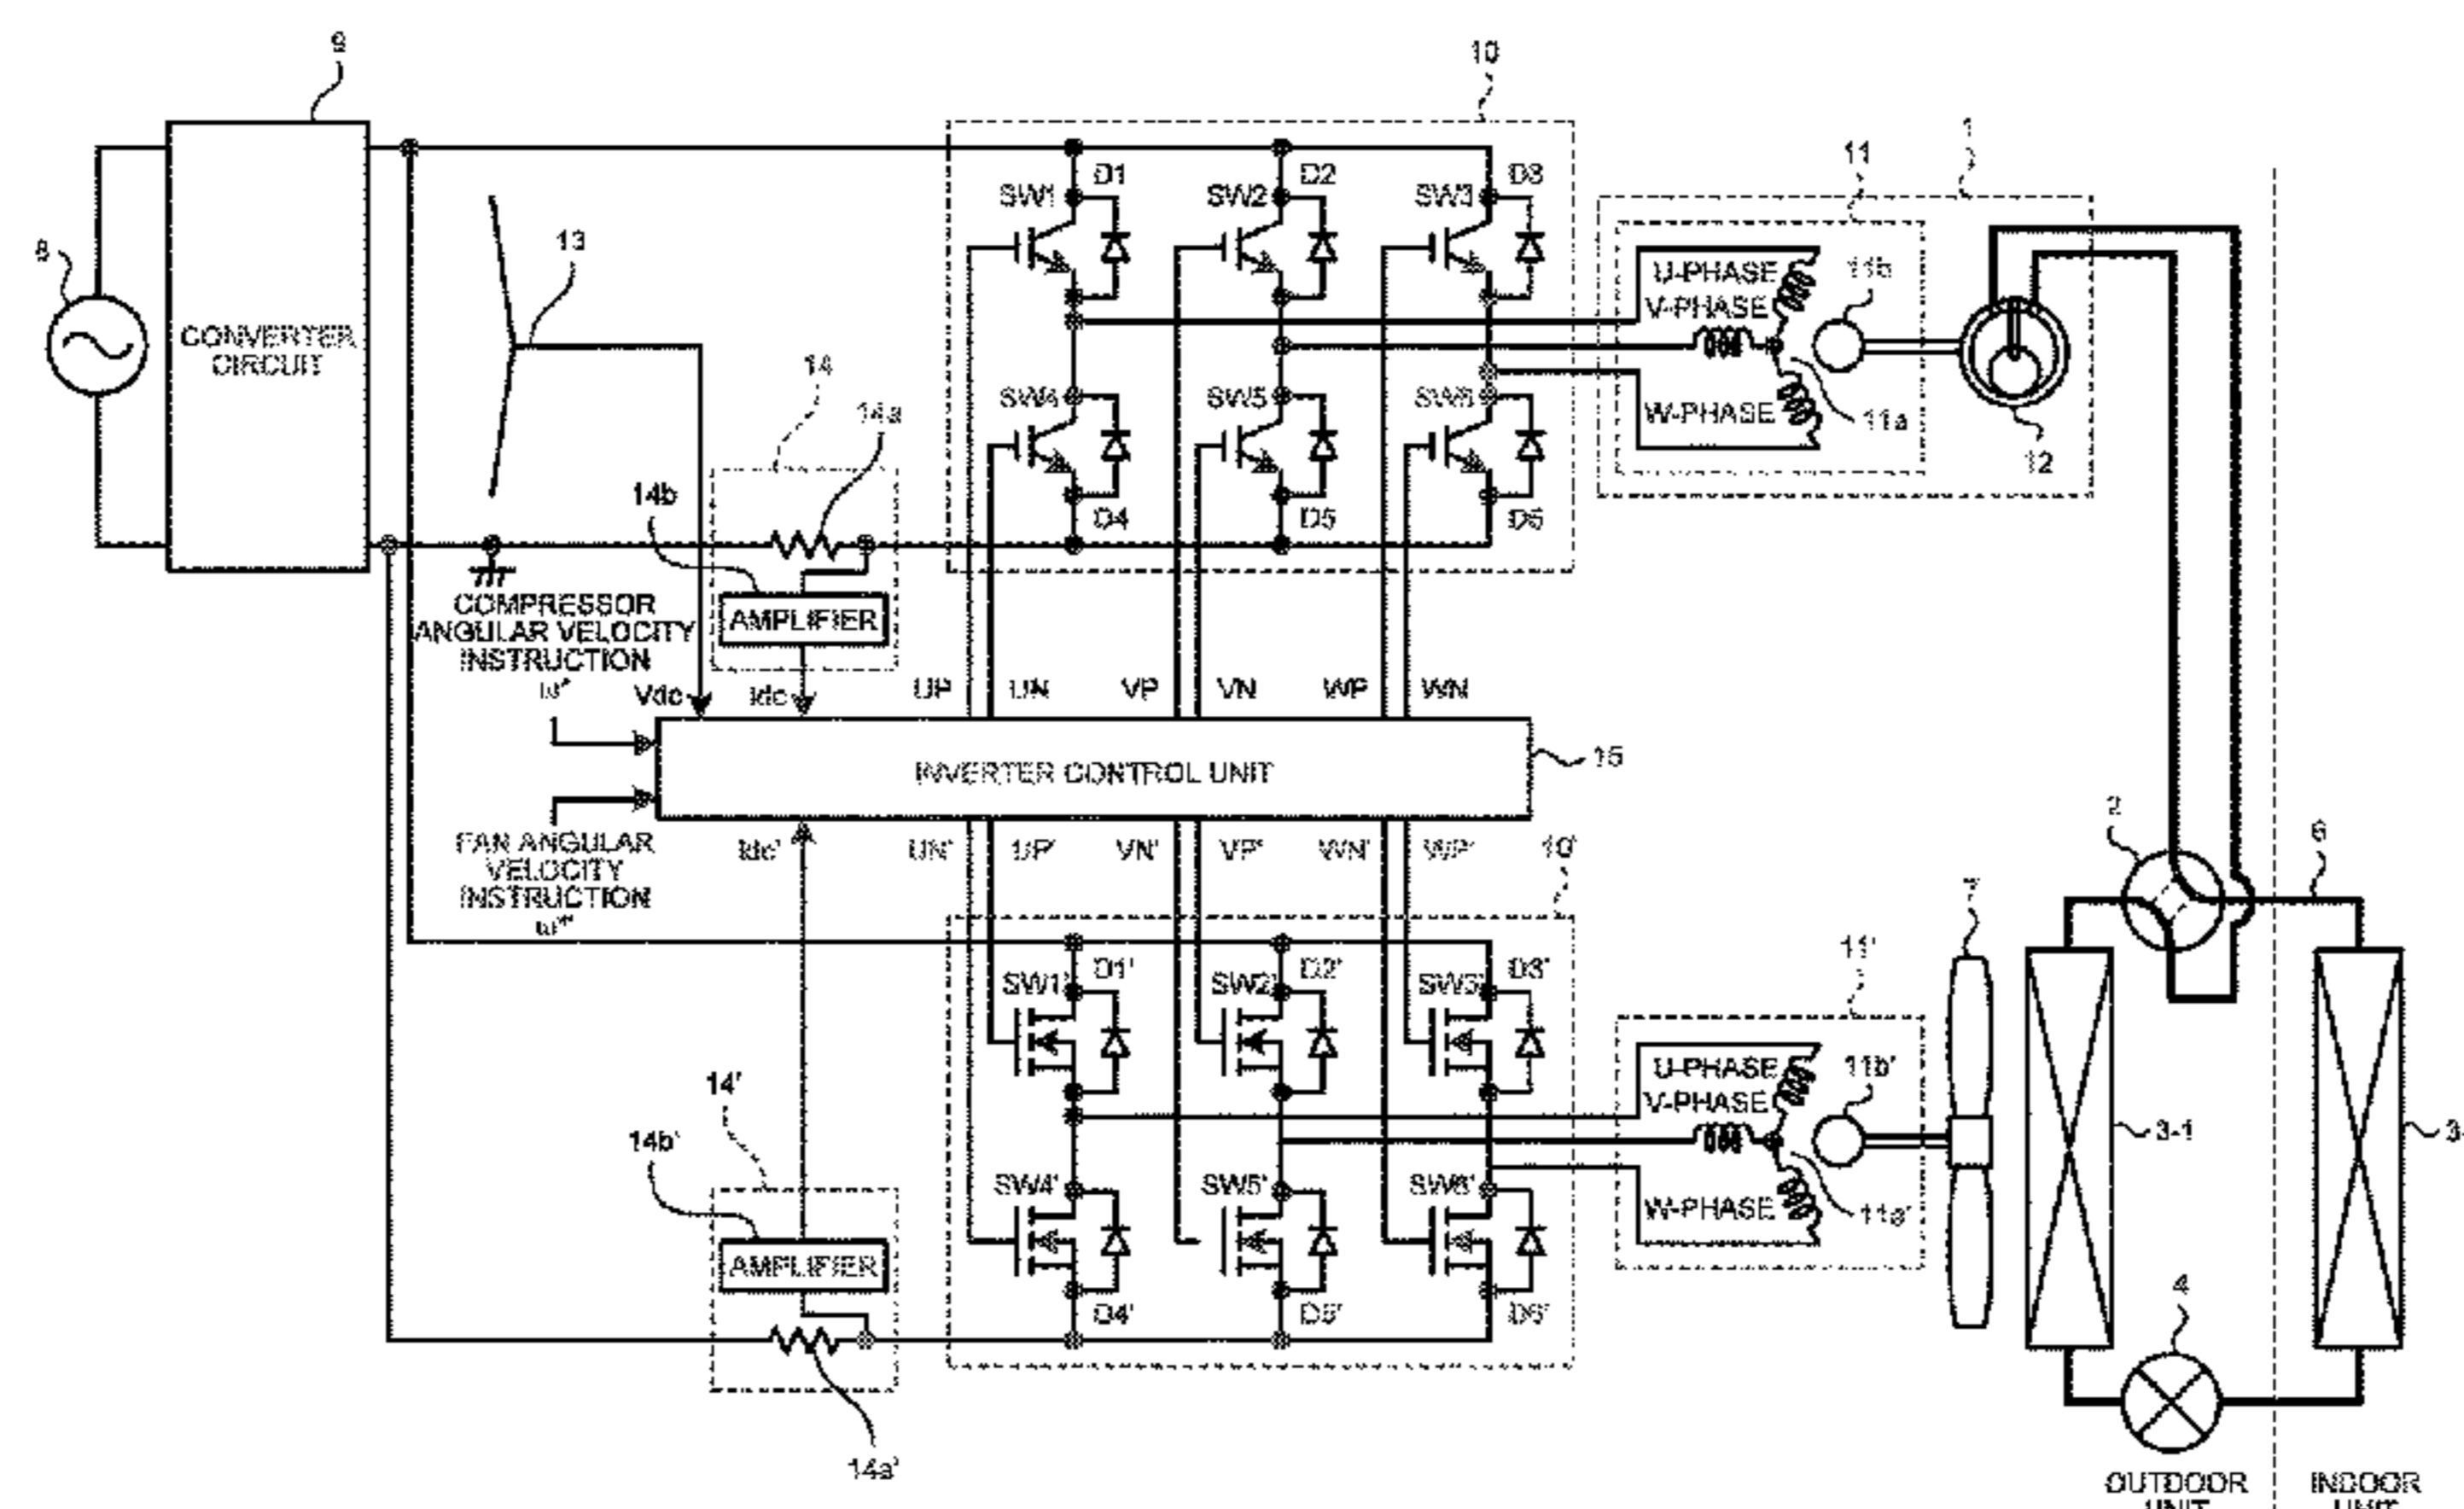 9
10
1
11
D1
D2
D3
SW1
SW2
SW3
8
13
U-PHASE
11b
V-PHASE
CONVERTER
CIRCUIT
14
14a
SW4
SW5
SW6
W-PHASE
11a
12
14b
D4
D5
D6
COMPRESSOR
ANGULAR VELOCITY
INSTRUCTION
AMPLIFIER
ω*
Vdc
Idc
UP
UN
VP
VN
WP
WN
INVERTER CONTROL UNIT
15
2
6
FAN ANGULAR
VELOCITY
INSTRUCTION
Idc'
UN'
UP'
VN'
VP'
WN'
WP'
10'
7
11'
D1'
D2'
D3'
SW1'
SW2'
SW3'
14'
U-PHASE
11b'
V-PHASE
14b'
3-1
SW4'
SW5'
SW6'
W-PHASE
11a'
AMPLIFIER
D4'
D5'
D6'
4
14a'
OUTDOOR
UNIT
INDOOR
UNIT